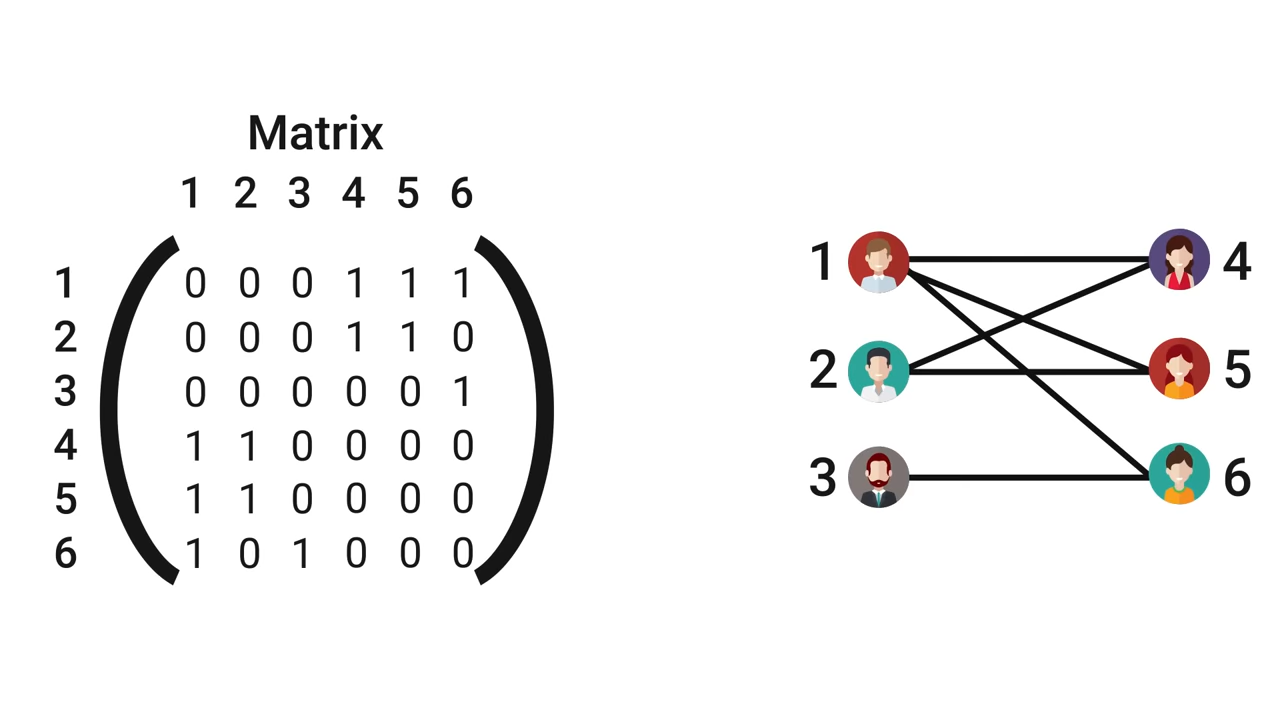 Matrix
1 2 3 4 5 6
1 0 0 0 1 1 1
2 0 0 0 1 1 0
3 0 0 0 0 0 1
4 1 1 0 0 0 0
5 1 1 0 0 0 0
6 1 0 1 0 0 0
1 4
2 5
3 6